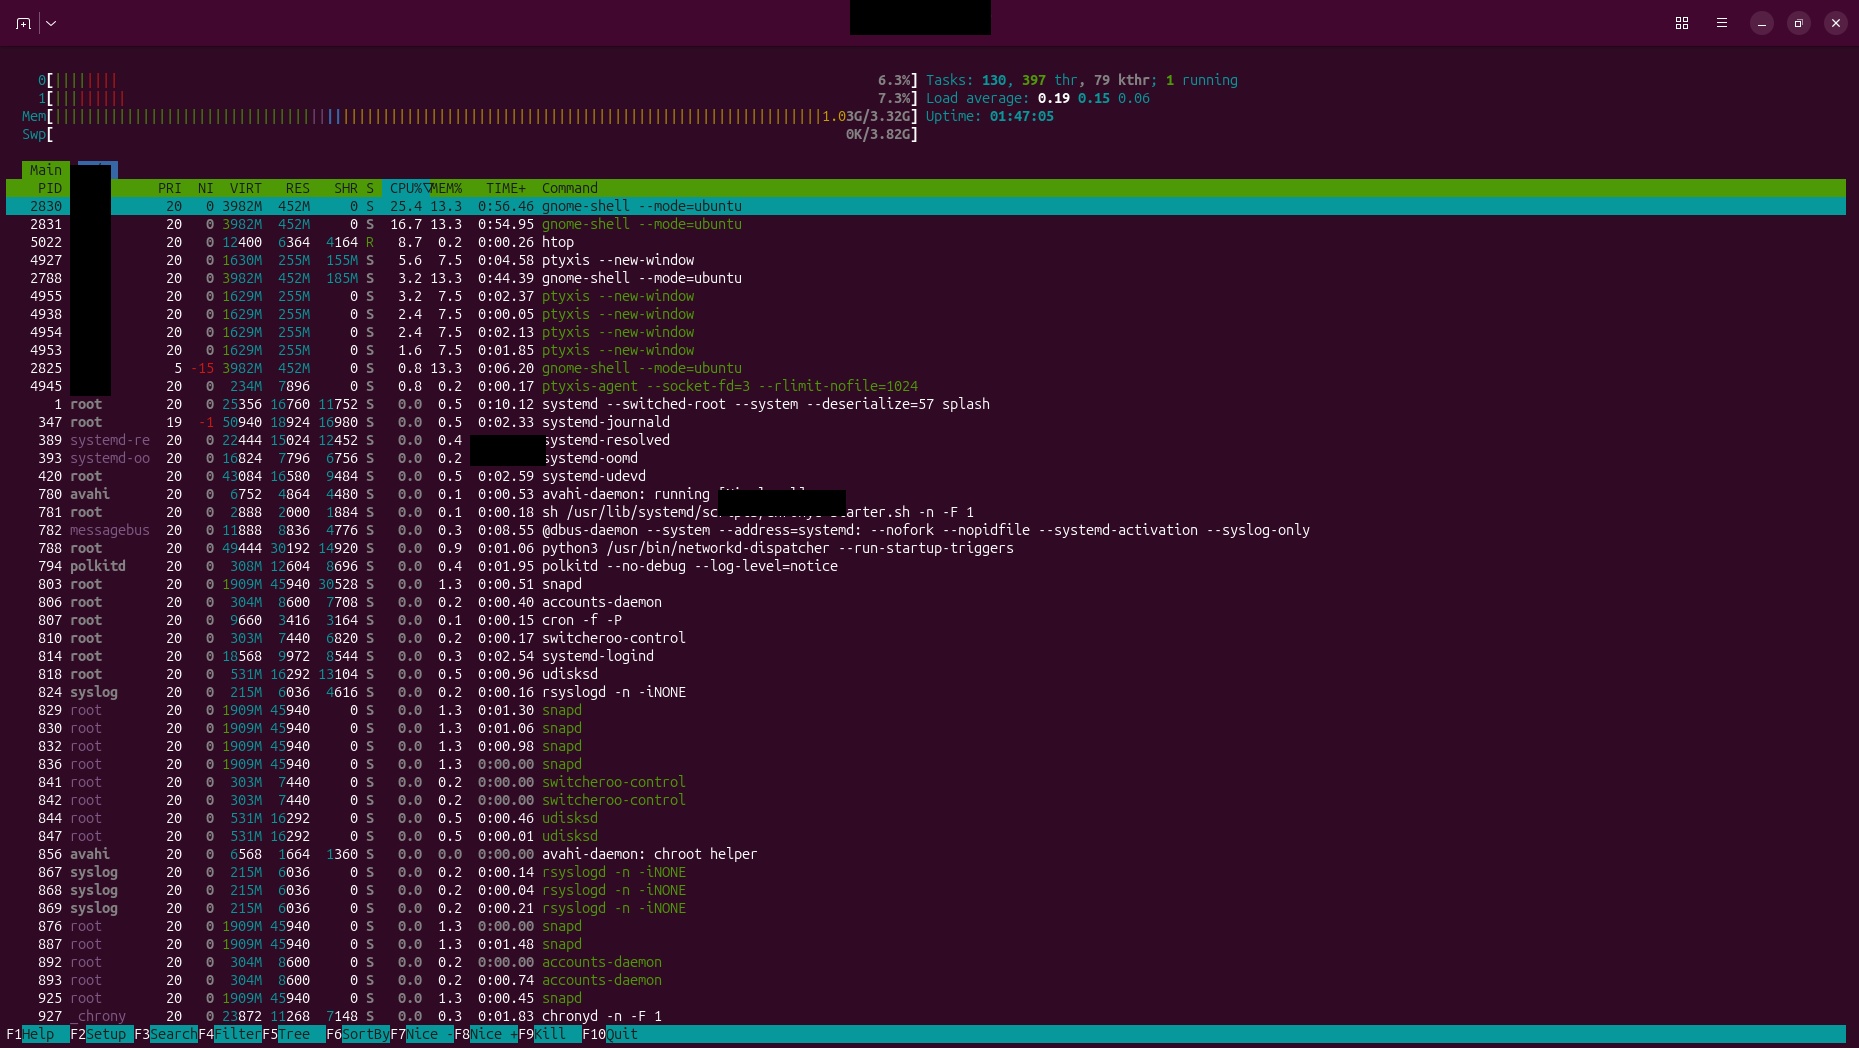 0[|||||||| 6.3%] Tasks: 130, 397 thr, 79 kthr; 1 running
1[||||||||| 7.3%] Load average: 0.19 0.15 0.06
Mem[||||||||||||||||||||||||||||||||||||||||||||||||||||||||||||||||||||||||||||||||||||||||||||||||1.03G/3.32G] Uptime: 01:47:05
Swp[ 0K/3.82G]
Main
PID PRI NI VIRT RES SHR S CPU%▽MEM% TIME+ Command
2830 20 0 3982M 452M 0 S 25.4 13.3 0:56.46 gnome-shell --mode=ubuntu
2831 20 0 3982M 452M 0 S 16.7 13.3 0:54.95 gnome-shell --mode=ubuntu
5022 20 0 12400 6364 4164 R 8.7 0.2 0:00.26 htop
4927 20 0 1630M 255M 155M S 5.6 7.5 0:04.58 ptyxis --new-window
2788 20 0 3982M 452M 185M S 3.2 13.3 0:44.39 gnome-shell --mode=ubuntu
4955 20 0 1629M 255M 0 S 3.2 7.5 0:02.37 ptyxis --new-window
4938 20 0 1629M 255M 0 S 2.4 7.5 0:00.05 ptyxis --new-window
4954 20 0 1629M 255M 0 S 2.4 7.5 0:02.13 ptyxis --new-window
4953 20 0 1629M 255M 0 S 1.6 7.5 0:01.85 ptyxis --new-window
2825 5 -15 3982M 452M 0 S 0.8 13.3 0:06.20 gnome-shell --mode=ubuntu
4945 20 0 234M 7896 0 S 0.8 0.2 0:00.17 ptyxis-agent --socket-fd=3 --rlimit-nofile=1024
1 root 20 0 25356 16760 11752 S 0.0 0.5 0:10.12 systemd --switched-root --system --deserialize=57 splash
347 root 19 -1 50940 18924 16980 S 0.0 0.5 0:02.33 systemd-journald
389 systemd-re 20 0 22444 15024 12452 S 0.0 0.4 systemd-resolved
393 systemd-oo 20 0 16824 7796 6756 S 0.0 0.2 systemd-oomd
420 root 20 0 43084 16580 9484 S 0.0 0.5 0:02.59 systemd-udevd
780 avahi 20 0 6752 4864 4480 S 0.0 0.1 0:00.53 avahi-daemon: running
781 root 20 0 2888 2000 1884 S 0.0 0.1 0:00.18 sh /usr/lib/systemd/sc starter.sh -n -F 1
782 messagebus 20 0 11888 8836 4776 S 0.0 0.3 0:08.55 @dbus-daemon --system --address=systemd: --nofork --nopidfile --systemd-activation --syslog-only
788 root 20 0 49444 30192 14920 S 0.0 0.9 0:01.06 python3 /usr/bin/networkd-dispatcher --run-startup-triggers
794 polkitd 20 0 308M 12604 8696 S 0.0 0.4 0:01.95 polkitd --no-debug --log-level=notice
803 root 20 0 1909M 45940 30528 S 0.0 1.3 0:00.51 snapd
806 root 20 0 304M 8600 7708 S 0.0 0.2 0:00.40 accounts-daemon
807 root 20 0 9660 3416 3164 S 0.0 0.1 0:00.15 cron -f -P
810 root 20 0 303M 7440 6820 S 0.0 0.2 0:00.17 switcheroo-control
814 root 20 0 18568 9972 8544 S 0.0 0.3 0:02.54 systemd-logind
818 root 20 0 531M 16292 13104 S 0.0 0.5 0:00.96 udisksd
824 syslog 20 0 215M 6036 4616 S 0.0 0.2 0:00.16 rsyslogd -n -iNONE
829 root 20 0 1909M 45940 0 S 0.0 1.3 0:01.30 snapd
830 root 20 0 1909M 45940 0 S 0.0 1.3 0:01.06 snapd
832 root 20 0 1909M 45940 0 S 0.0 1.3 0:00.98 snapd
836 root 20 0 1909M 45940 0 S 0.0 1.3 0:00.00 snapd
841 root 20 0 303M 7440 0 S 0.0 0.2 0:00.00 switcheroo-control
842 root 20 0 303M 7440 0 S 0.0 0.2 0:00.00 switcheroo-control
844 root 20 0 531M 16292 0 S 0.0 0.5 0:00.46 udisksd
847 root 20 0 531M 16292 0 S 0.0 0.5 0:00.01 udisksd
856 avahi 20 0 6568 1664 1360 S 0.0 0.0 0:00.00 avahi-daemon: chroot helper
867 syslog 20 0 215M 6036 0 S 0.0 0.2 0:00.14 rsyslogd -n -iNONE
868 syslog 20 0 215M 6036 0 S 0.0 0.2 0:00.04 rsyslogd -n -iNONE
869 syslog 20 0 215M 6036 0 S 0.0 0.2 0:00.21 rsyslogd -n -iNONE
876 root 20 0 1909M 45940 0 S 0.0 1.3 0:00.00 snapd
887 root 20 0 1909M 45940 0 S 0.0 1.3 0:01.48 snapd
892 root 20 0 304M 8600 0 S 0.0 0.2 0:00.00 accounts-daemon
893 root 20 0 304M 8600 0 S 0.0 0.2 0:00.74 accounts-daemon
925 root 20 0 1909M 45940 0 S 0.0 1.3 0:00.45 snapd
927 _chrony 20 0 23872 11268 7148 S 0.0 0.3 0:01.83 chronyd -n -F 1
F1Help F2Setup F3SearchF4FilterF5Tree F6SortByF7Nice -F8Nice +F9Kill F10Quit